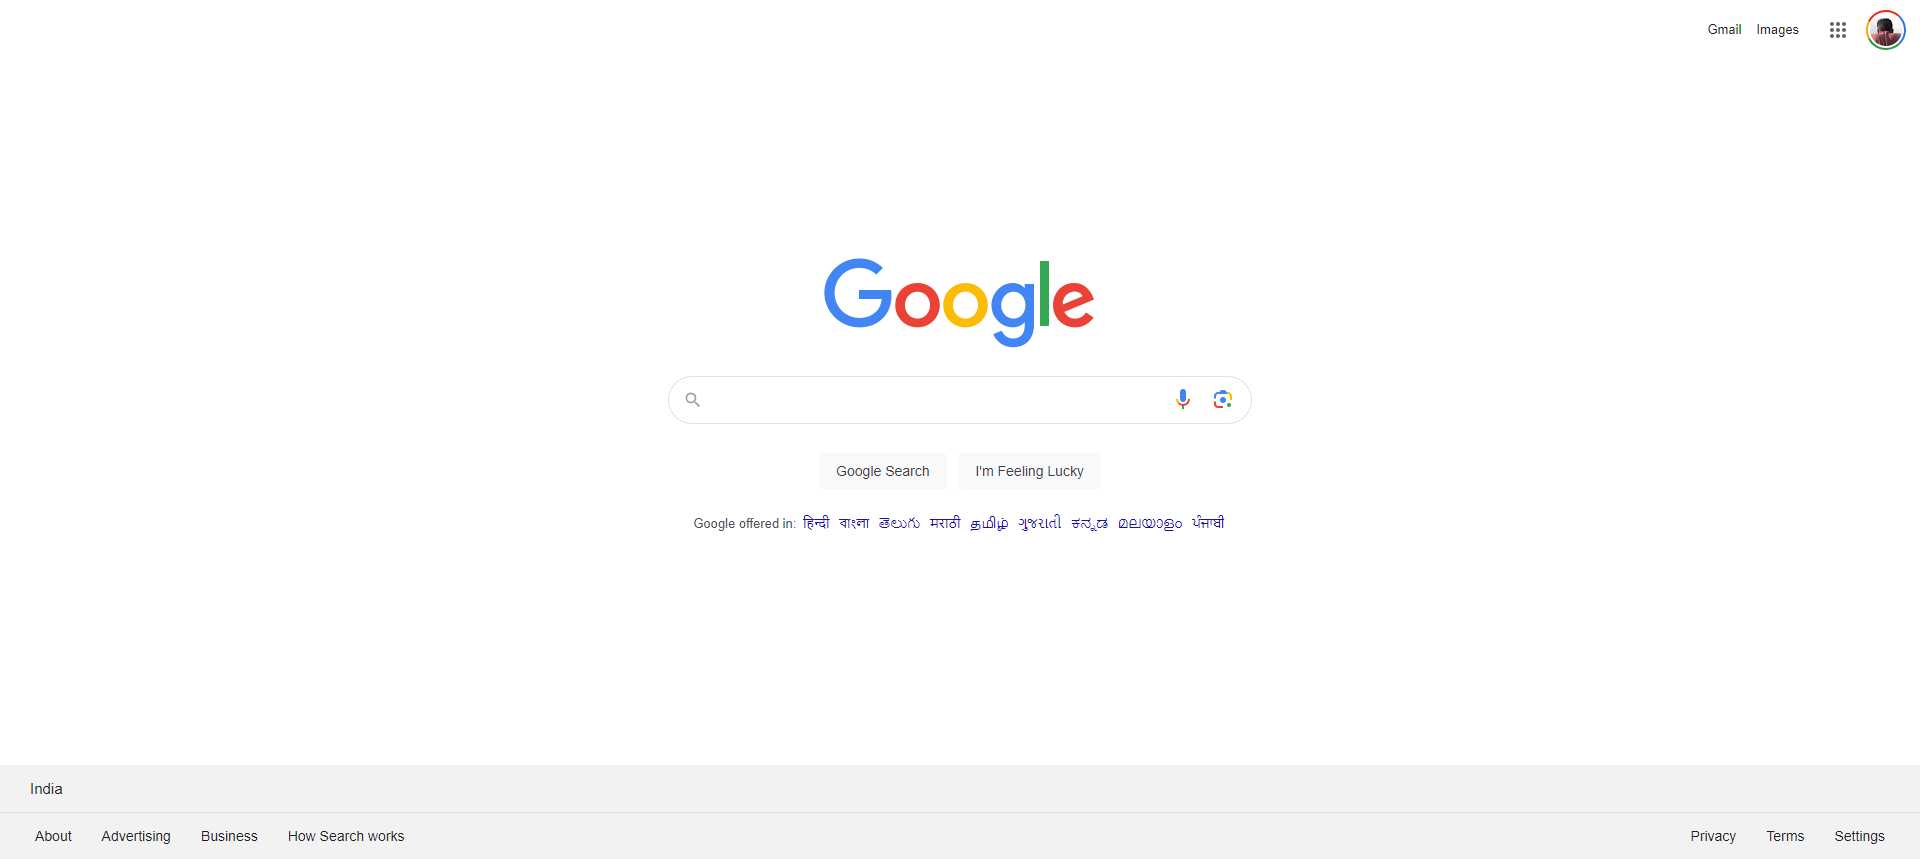 Gmail Images
Google
Google Search I'm Feeling Lucky
Google offered in: हिन्दी বাংলা తెలుగు मराठी தமிழ் ગુજરાતી ಕನ್ನಡ മലയാളം ਪੰਜਾਬੀ
India
About Advertising Business How Search works Privacy Terms Settings